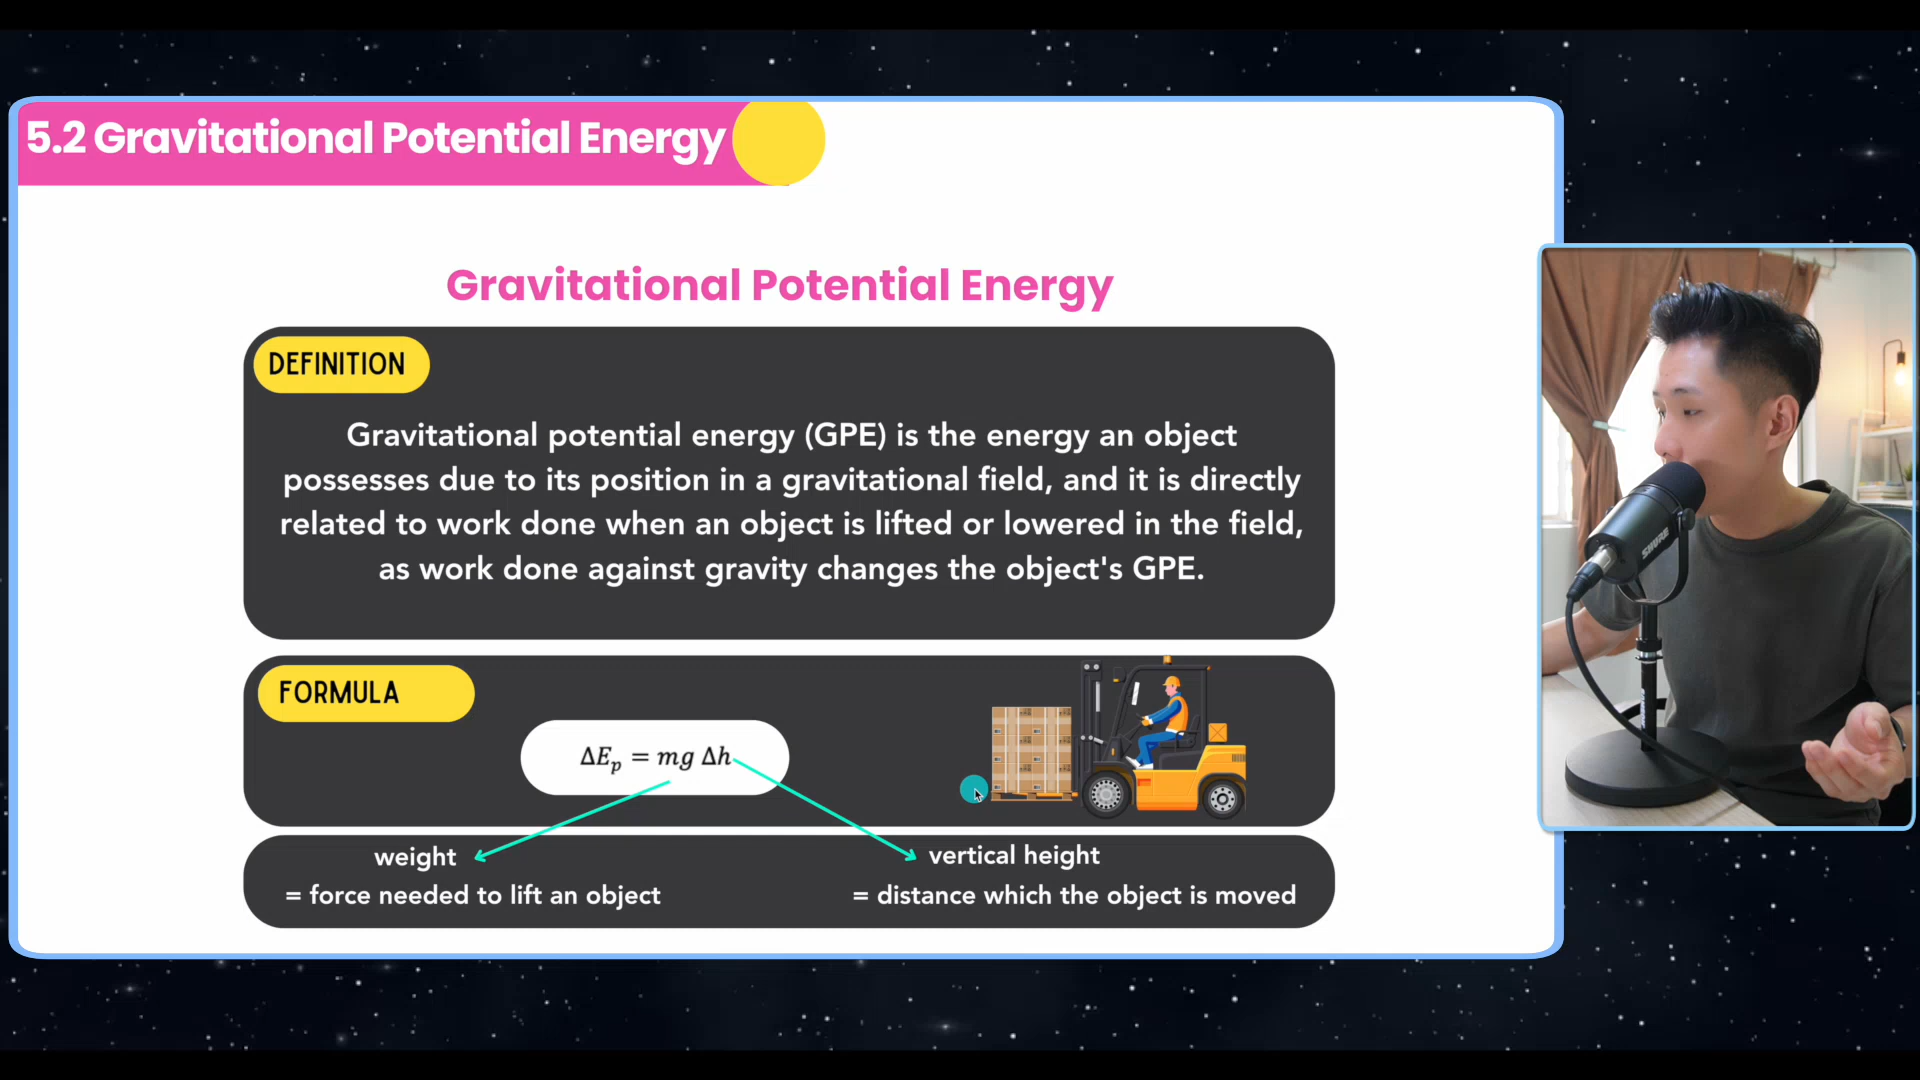 5.2 Gravitational Potential Energy
Gravitational Potential Energy
DEFINITION
Gravitational potential energy (GPE) is the energy an object
possesses due to its position in a gravitational field, and it is directly
related to work done when an object is lifted or lowered in the field,
as work done against gravity changes the object's GPE.
FORMULA
ΔEₚ = mg Δh
weight
= force needed to lift an object
vertical height
= distance which the object is moved
SHURE